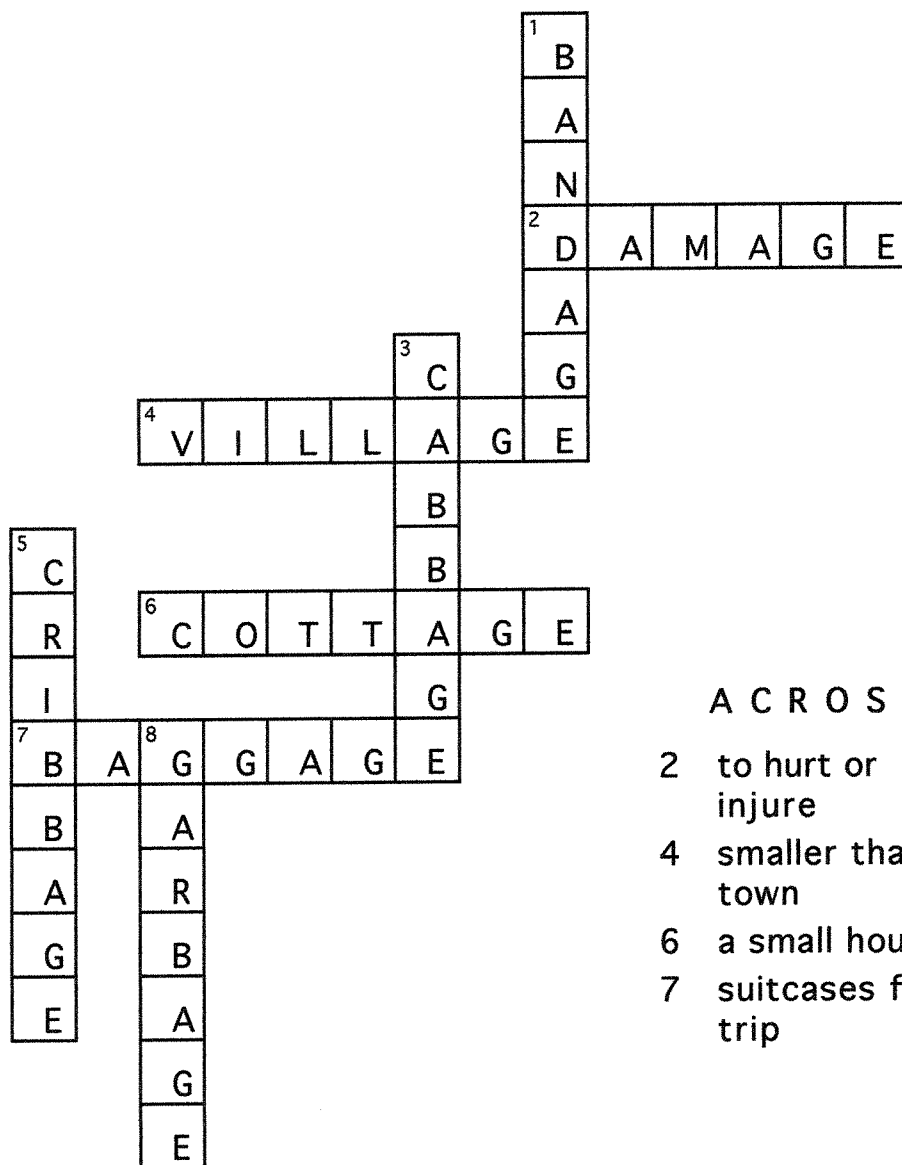 1
B
A
N
2
D A M A G E
A
3
C G
4
V I L L A G E
B
5
C B
6
R C O T T A G E
I G
7 8
B A G G A G E
B A
A R
G B
E A
G
E
A C R O S
2 to hurt or
injure
4 smaller tha
town
6 a small hou
7 suitcases f
trip